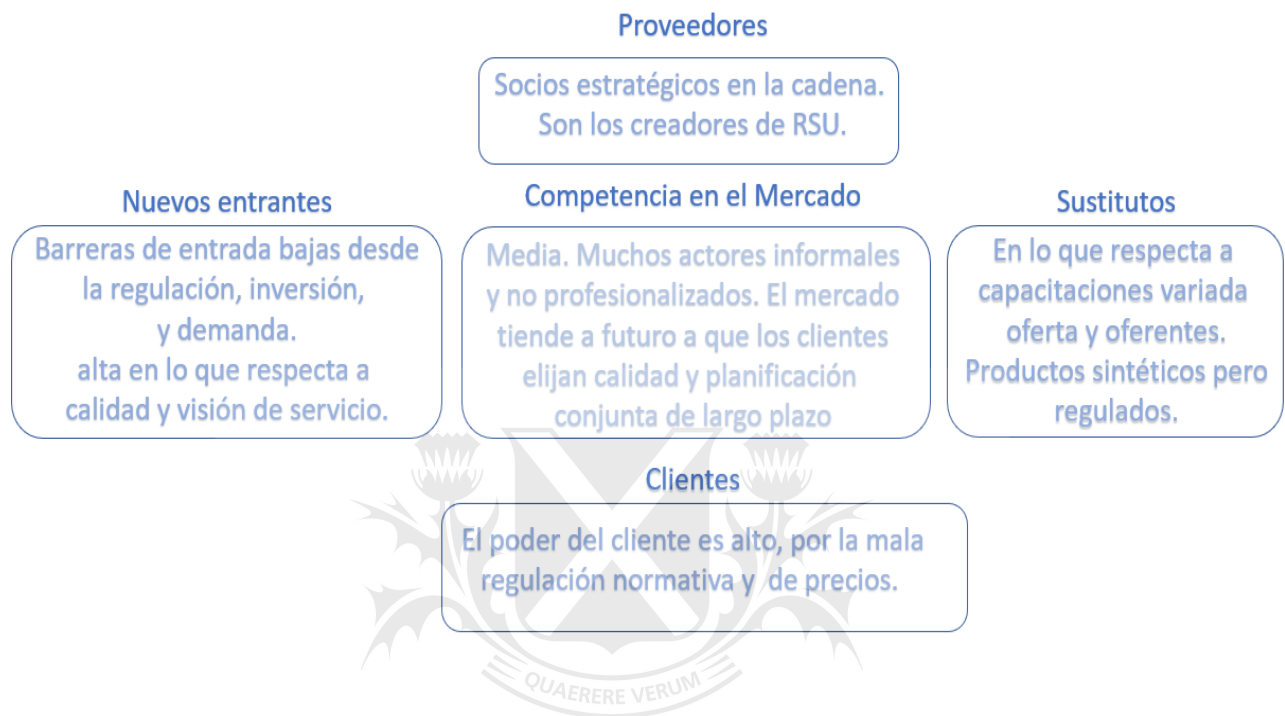 Proveedores
Socios estratégicos en la cadena.
Son los creadores de RSU.
Nuevos entrantes
Barreras de entrada bajas desde
la regulación, inversión,
y demanda.
alta en lo que respecta a
calidad y visión de servicio.
Competencia en el Mercado
Media. Muchos actores informales
y no profesionalizados. El mercado
tiende a futuro a que los clientes
elijan calidad y planificación
conjunta de largo plazo
Sustitutos
En lo que respecta a
capacitaciones variada
oferta y oferentes.
Productos sintéticos pero
regulados.
Clientes
El poder del cliente es alto, por la mala
regulación normativa y  de precios.
QUAERERE VERUM